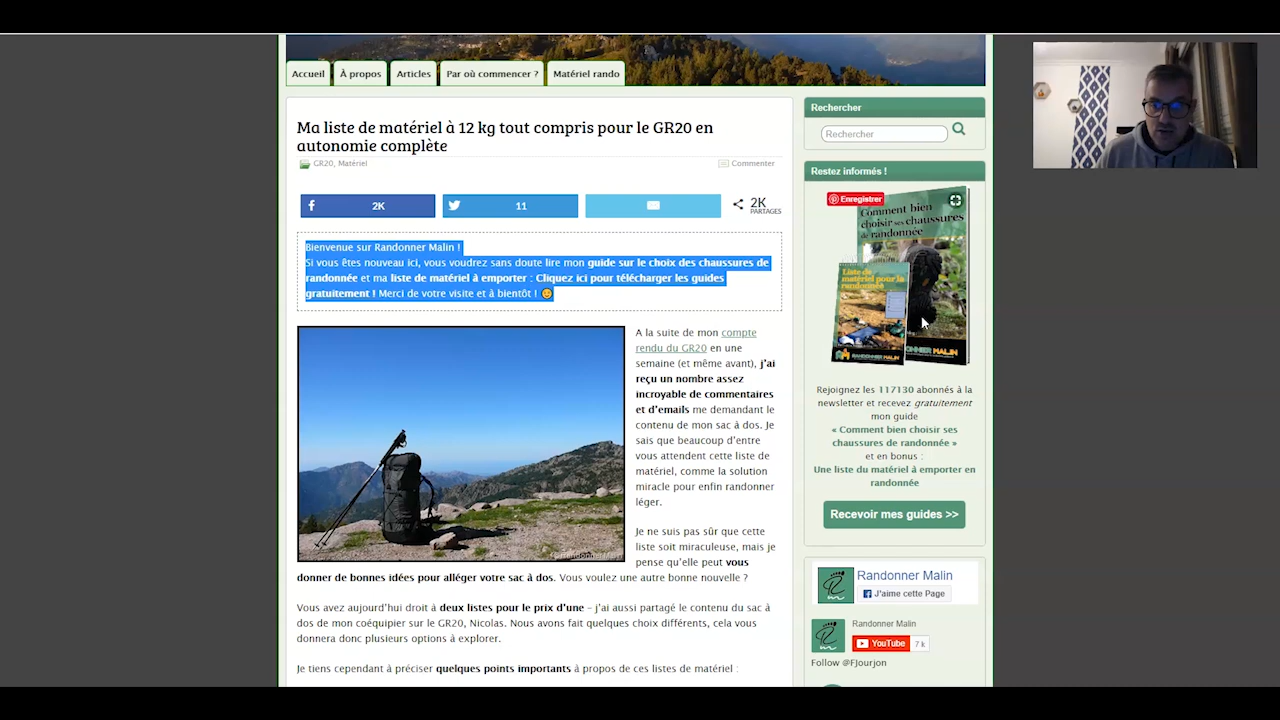 Accueil
À propos
Articles
Par où commencer ?
Matériel rando
Ma liste de matériel à 12 kg tout compris pour le GR20 en
autonomie complète
GR20, Matériel
Commenter
2K
11
2K
PARTAGES
Bienvenue sur Randonner Malin !
Si vous êtes nouveau ici, vous voudrez sans doute lire mon guide sur le choix des chaussures de
randonnée et ma liste de matériel à emporter : Cliquez ici pour télécharger les guides
gratuitement ! Merci de votre visite et à bientôt ! 🙂
A la suite de mon compte
rendu du GR20 en une
semaine (et même avant), j'ai
reçu un nombre assez
incroyable de commentaires
et d'emails me demandant le
contenu de mon sac à dos. Je
sais que beaucoup d'entre
vous attendent cette liste de
matériel, comme la solution
miracle pour enfin randonner
léger.
Je ne suis pas sûr que cette
liste soit miraculeuse, mais je
pense qu'elle peut vous
donner de bonnes idées pour alléger votre sac à dos. Vous voulez une autre bonne nouvelle ?
Vous avez aujourd'hui droit à deux listes pour le prix d'une – j'ai aussi partagé le contenu du sac à
dos de mon coéquipier sur le GR20, Nicolas. Nous avons fait quelques choix différents, cela vous
donnera donc plusieurs options à explorer.
Je tiens cependant à préciser quelques points importants à propos de ces listes de matériel :
Rechercher
Rechercher
Restez informés !
Enregistrer
Comment bien
choisir ses chaussures
de randonnée
Liste de
matériel pour la
randonnée
RANDONNER MALIN
Rejoignez les 117130 abonnés à la
newsletter et recevez gratuitement
mon guide
« Comment bien choisir ses
chaussures de randonnée »
et en bonus :
Une liste du matériel à emporter en
randonnée
Recevoir mes guides >>
Randonner Malin
J'aime cette Page
Randonner Malin
YouTube 7 k
Follow @FJourjon